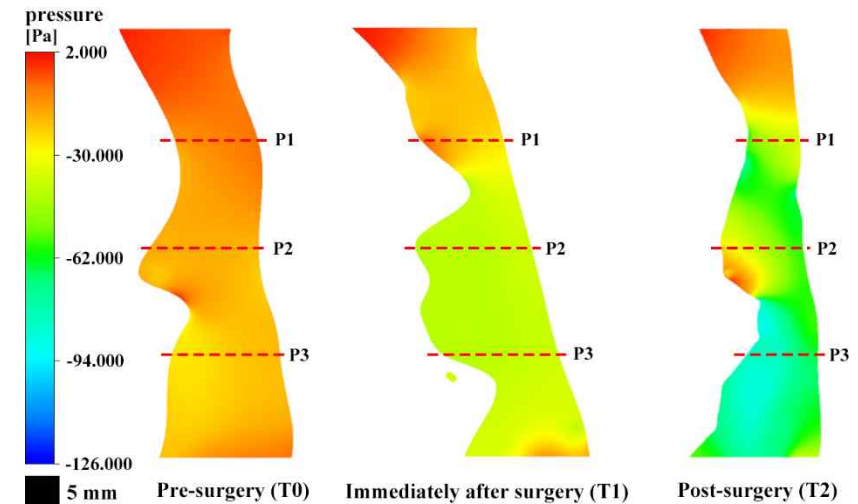 pressure
[Pa]
2.000
-30.000
-62.000
-94.000
-126.000
P1
P2
P3
P1
P2
P3
P1
P2
P3
5 mm
Pre-surgery (T0)
Immediately after surgery (T1)
Post-surgery (T2)